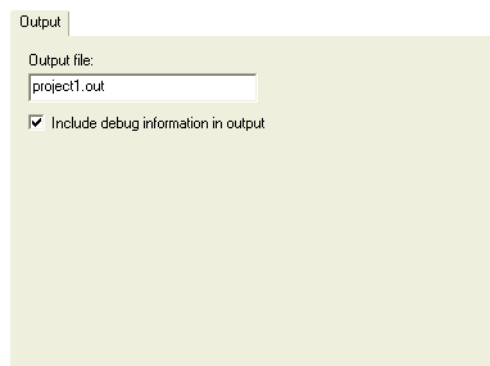 Output
Output file:
project1.out
Include debug information in output